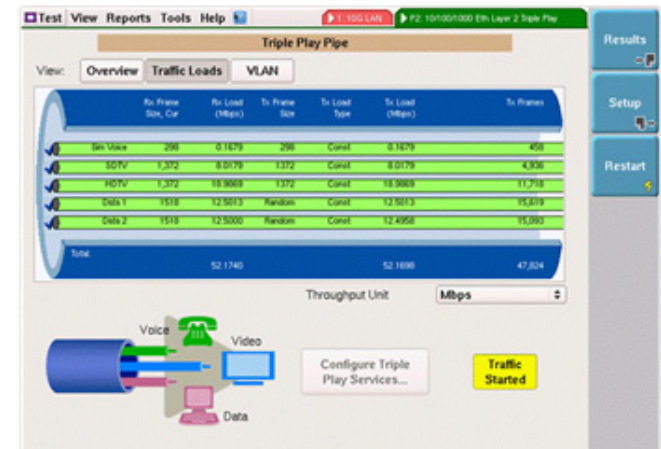 Test View Reports Tools Help 1: 10G LAN P2: 10/100/1000 Eth Layer 2 Triple Play
Triple Play Pipe
View: Overview Traffic Loads VLAN
Rx Frame Size, Cur Rx Load (Mbps) Tx Frame Size Tx Load Type Tx Load (Mbps) Tx Frames
Sim Voice 298 0.1679 298 Const 0.1679 458
SDTV 1,372 8.0179 1372 Const 8.0179 4,936
HDTV 1,372 18.9869 1372 Const 18.9869 11,718
Data 1 1518 12.5013 Random Const 12.5013 15,619
Data 2 1518 12.5000 Random Const 12.4958 15,093
Total: 52.1740 52.1698 47,824
Throughput Unit Mbps
Voice
Video
Data
Configure Triple
Play Services...
Traffic
Started
Results
Setup
Restart